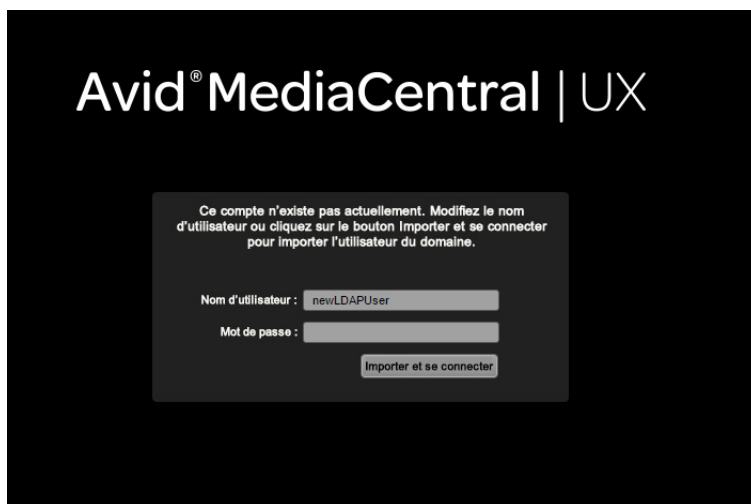 Avid® MediaCentral | UX
Ce compte n'existe pas actuellement. Modifiez le nom
d'utilisateur ou cliquez sur le bouton Importer et se connecter
pour importer l'utilisateur du domaine.
Nom d'utilisateur : newLDAPUser
Mot de passe :
Importer et se connecter